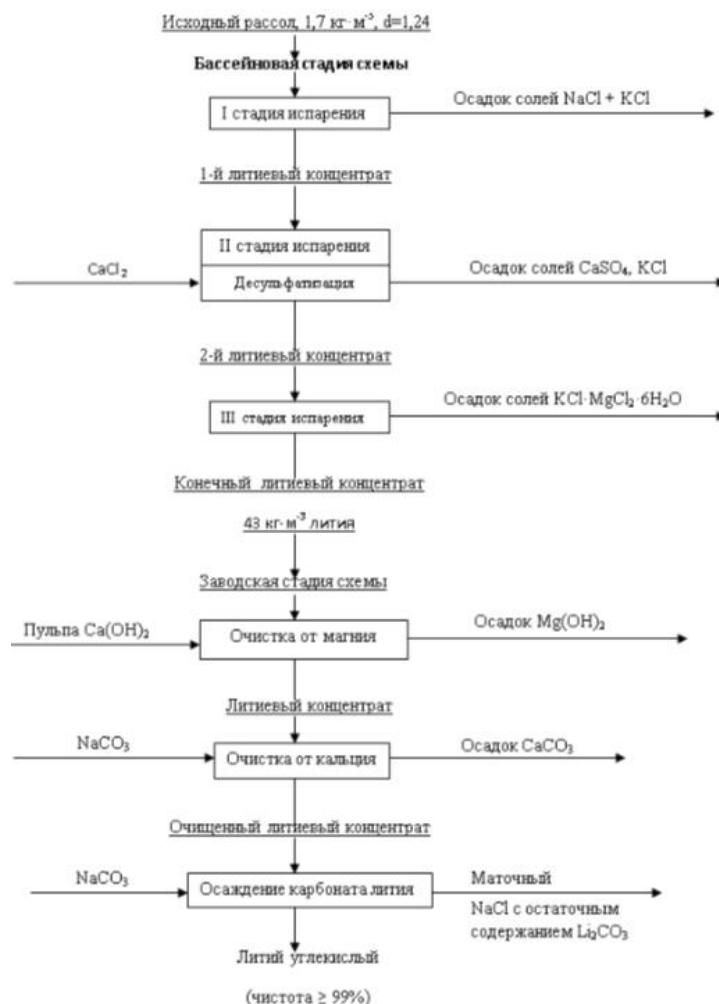 Исходный рассол, 1,7 кг·м⁻³, d=1,24
Бассейновая стадия схемы
I стадия испарения
Осадок солей NaCl + KCl
1-й литиевый концентрат
II стадия испарения
CaCl₂
Десульфатизация
Осадок солей CaSO₄, KCl
2-й литиевый концентрат
III стадия испарения
Осадок солей KCl·MgCl₂·6H₂O
Конечный литиевый концентрат
43 кг·м⁻³ лития
Заводская стадия схемы
Пульпа Ca(OH)₂
Очистка от магния
Осадок Mg(OH)₂
Литиевый концентрат
NaCO₃
Очистка от кальция
Осадок CaCO₃
Очищенный литиевый концентрат
NaCO₃
Осаждение карбоната лития
Маточный
NaCl с остаточным
содержанием Li₂CO₃
Литий углекислый
(чистота ≥ 99%)